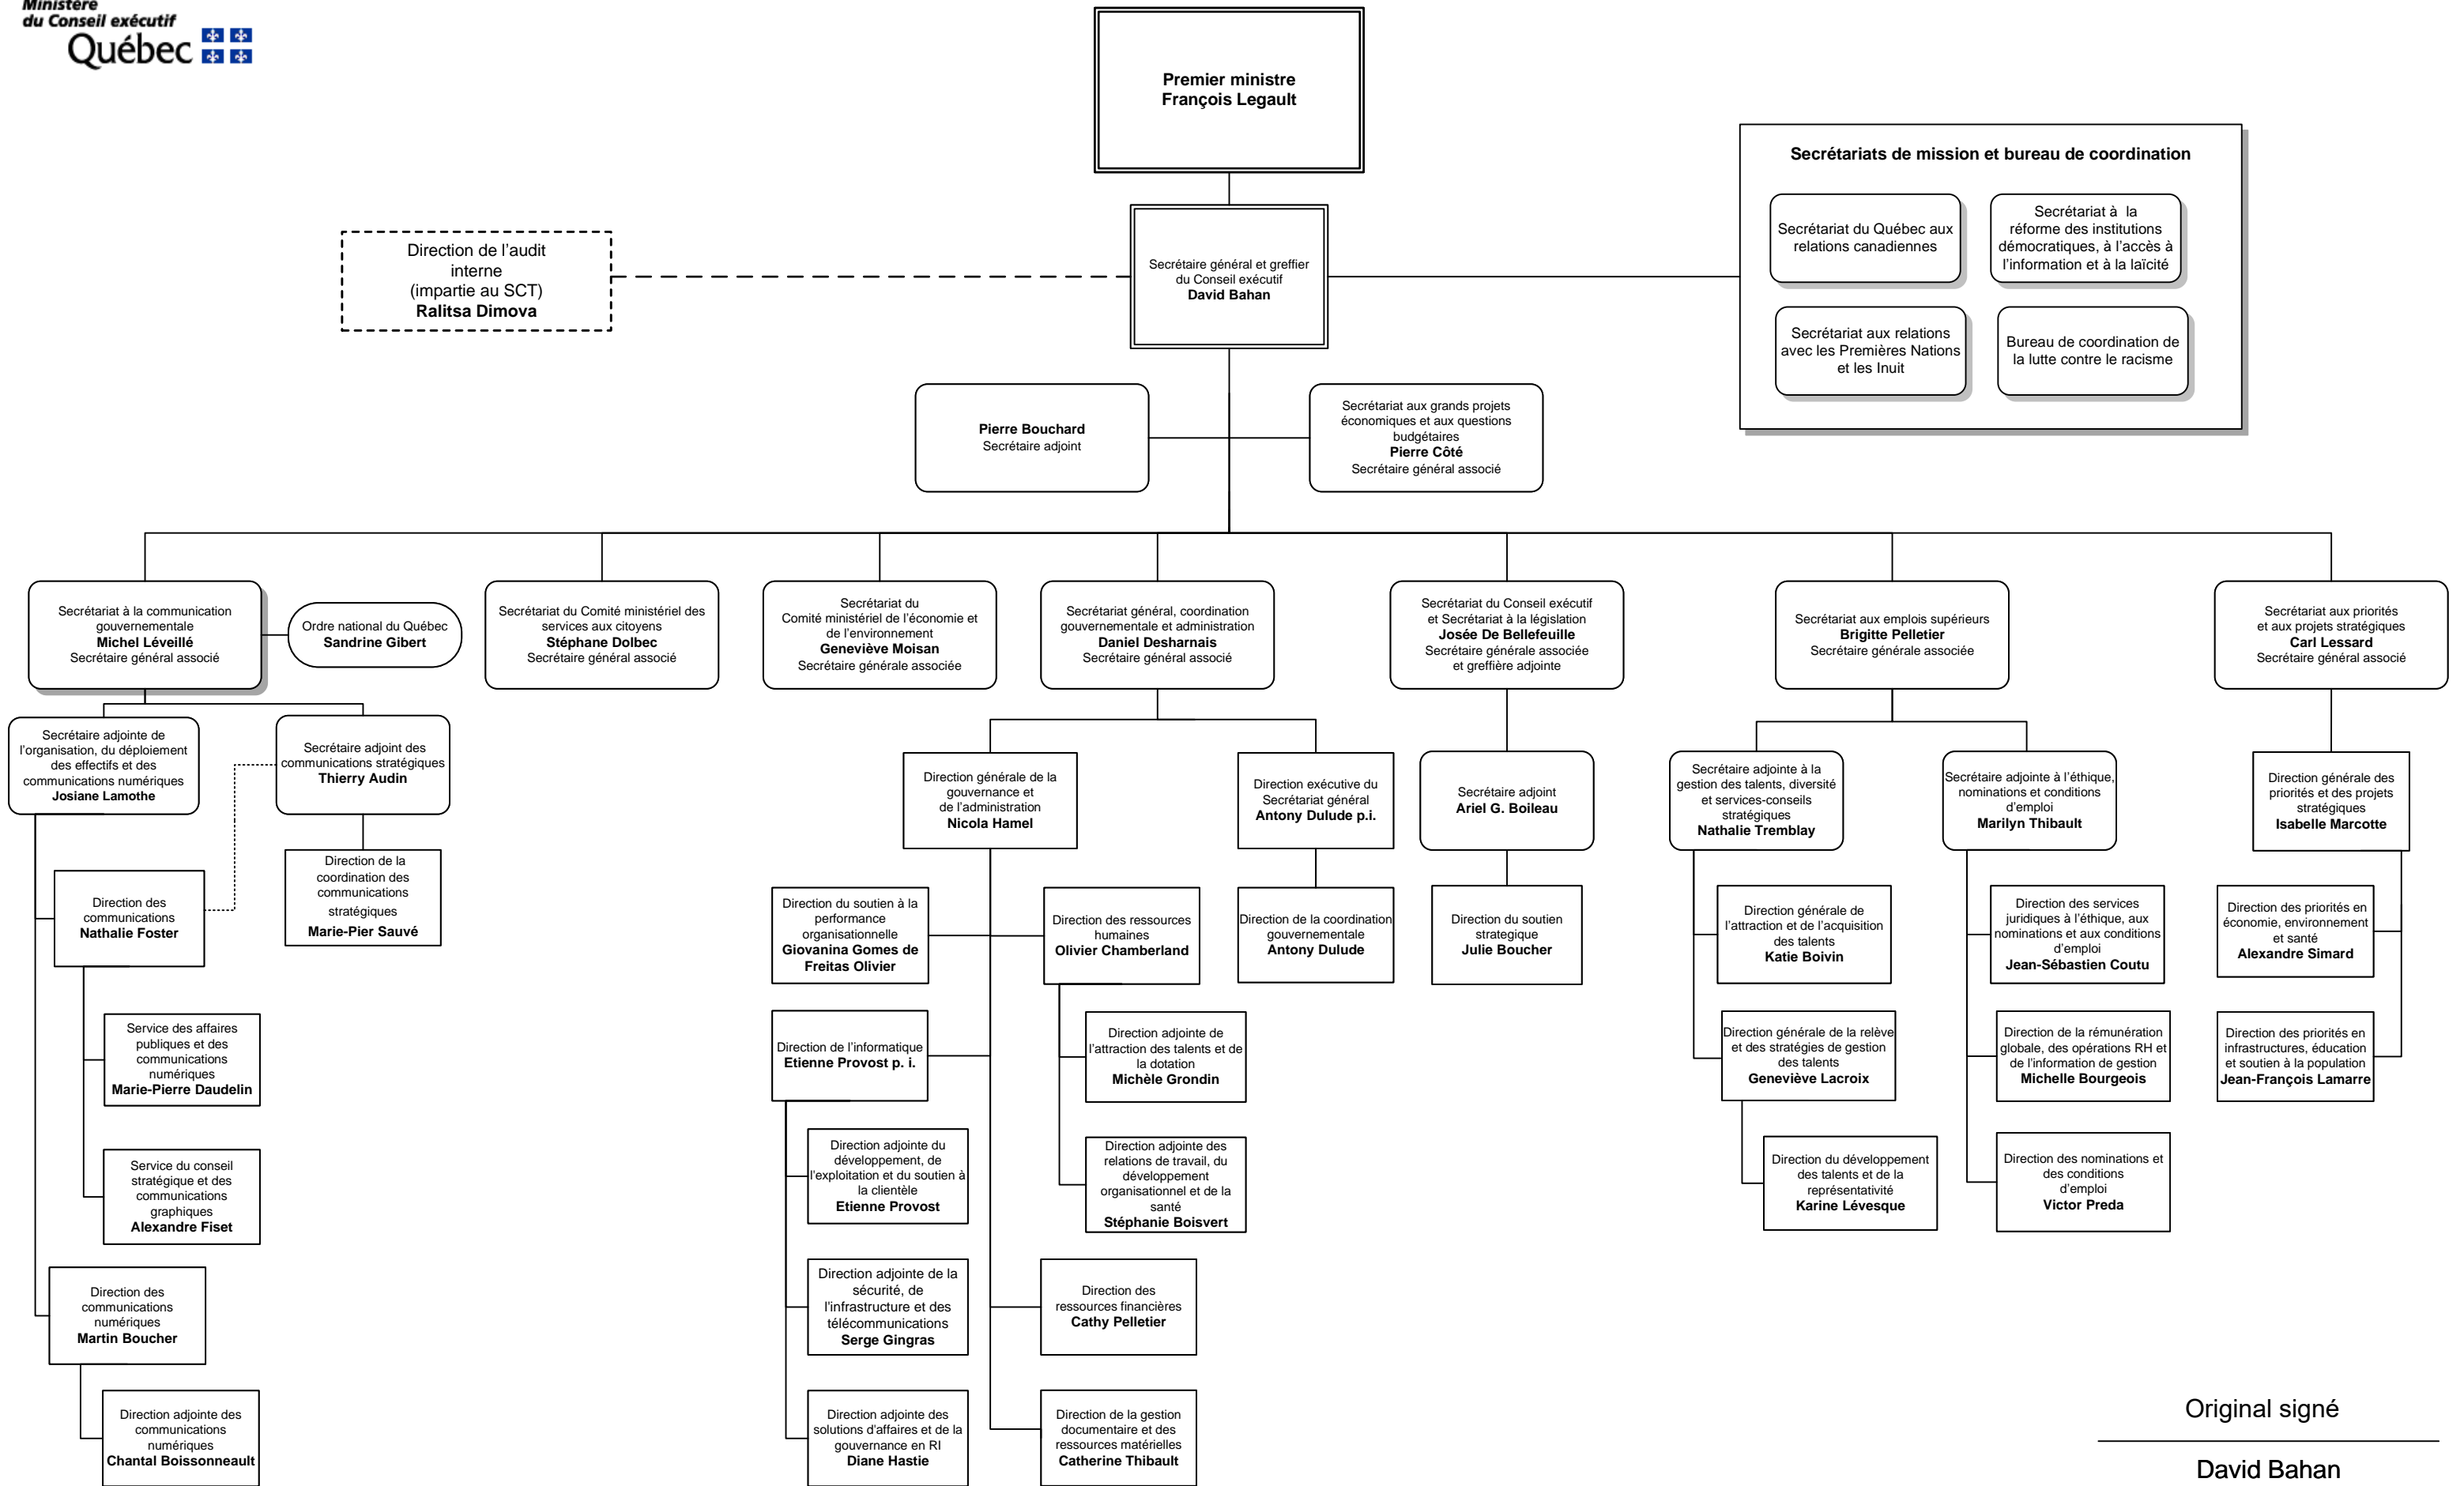 Ministère
du Conseil exécutif
Québec
Premier ministre
François Legault
Secrétariats de mission et bureau de coordination
Secrétariat du Québec aux
relations canadiennes
Secrétariat à la
réforme des institutions
démocratiques, à l'accès à
l'information et à la laïcité
Secrétariat aux relations
avec les Premières Nations
et les Inuit
Bureau de coordination de
la lutte contre le racisme
Direction de l'audit
interne
(impartie au SCT)
Ralitsa Dimova
Secrétaire général et greffier
du Conseil exécutif
David Bahan
Pierre Bouchard
Secrétaire adjoint
Secrétariat aux grands projets
économiques et aux questions
budgétaires
Pierre Côté
Secrétaire général associé
Secrétariat à la communication
gouvernementale
Michel Léveillé
Secrétaire général associé
Ordre national du Québec
Sandrine Gibert
Secrétariat du Comité ministériel des
services aux citoyens
Stéphane Dolbec
Secrétaire général associé
Secrétariat du
Comité ministériel de l'économie et
de l'environnement
Geneviève Moisan
Secrétaire générale associée
Secrétariat général, coordination
gouvernementale et administration
Daniel Desharnais
Secrétaire général associé
Secrétariat du Conseil exécutif
et Secrétariat à la législation
Josée De Bellefeuille
Secrétaire générale associée
et greffière adjointe
Secrétariat aux emplois supérieurs
Brigitte Pelletier
Secrétaire générale associée
Secrétariat aux priorités
et aux projets stratégiques
Carl Lessard
Secrétaire général associé
Secrétaire adjointe de
l'organisation, du déploiement
des effectifs et des
communications numériques
Josiane Lamothe
Secrétaire adjoint des
communications stratégiques
Thierry Audin
Direction générale de la
gouvernance et
de l'administration
Nicola Hamel
Direction exécutive du
Secrétariat général
Antony Dulude p.i.
Secrétaire adjoint
Ariel G. Boileau
Secrétaire adjointe à la
gestion des talents, diversité
et services-conseils
stratégiques
Nathalie Tremblay
Secrétaire adjointe à l'éthique,
nominations et conditions
d'emploi
Marilyn Thibault
Direction générale des
priorités et des projets
stratégiques
Isabelle Marcotte
Direction des
communications
Nathalie Foster
Direction de la
coordination des
communications
stratégiques
Marie-Pier Sauvé
Direction du soutien à la
performance
organisationnelle
Giovanina Gomes de
Freitas Olivier
Direction des ressources
humaines
Olivier Chamberland
Direction de la coordination
gouvernementale
Antony Dulude
Direction du soutien
strategique
Julie Boucher
Direction générale de
l'attraction et de l'acquisition
des talents
Katie Boivin
Direction des services
juridiques à l'éthique, aux
nominations et aux conditions
d'emploi
Jean-Sébastien Coutu
Direction des priorités en
économie, environnement
et santé
Alexandre Simard
Service des affaires
publiques et des
communications
numériques
Marie-Pierre Daudelin
Direction de l'informatique
Etienne Provost p. i.
Direction adjointe de
l'attraction des talents et de
la dotation
Michèle Grondin
Direction générale de la relève
et des stratégies de gestion
des talents
Geneviève Lacroix
Direction de la rémunération
globale, des opérations RH et
de l'information de gestion
Michelle Bourgeois
Direction des priorités en
infrastructures, éducation
et soutien à la population
Jean-François Lamarre
Service du conseil
stratégique et des
communications
graphiques
Alexandre Fiset
Direction adjointe du
développement, de
l'exploitation et du soutien à
la clientèle
Etienne Provost
Direction adjointe des
relations de travail, du
développement
organisationnel et de la
santé
Stéphanie Boisvert
Direction du développement
des talents et de la
représentativité
Karine Lévesque
Direction des nominations et
des conditions
d'emploi
Victor Preda
Direction des
communications
numériques
Martin Boucher
Direction adjointe de la
sécurité, de
l'infrastructure et des
télécommunications
Serge Gingras
Direction des
ressources financières
Cathy Pelletier
Direction adjointe des
communications
numériques
Chantal Boissonneault
Direction adjointe des
solutions d'affaires et de la
gouvernance en RI
Diane Hastie
Direction de la gestion
documentaire et des
ressources matérielles
Catherine Thibault
Original signé
David Bahan